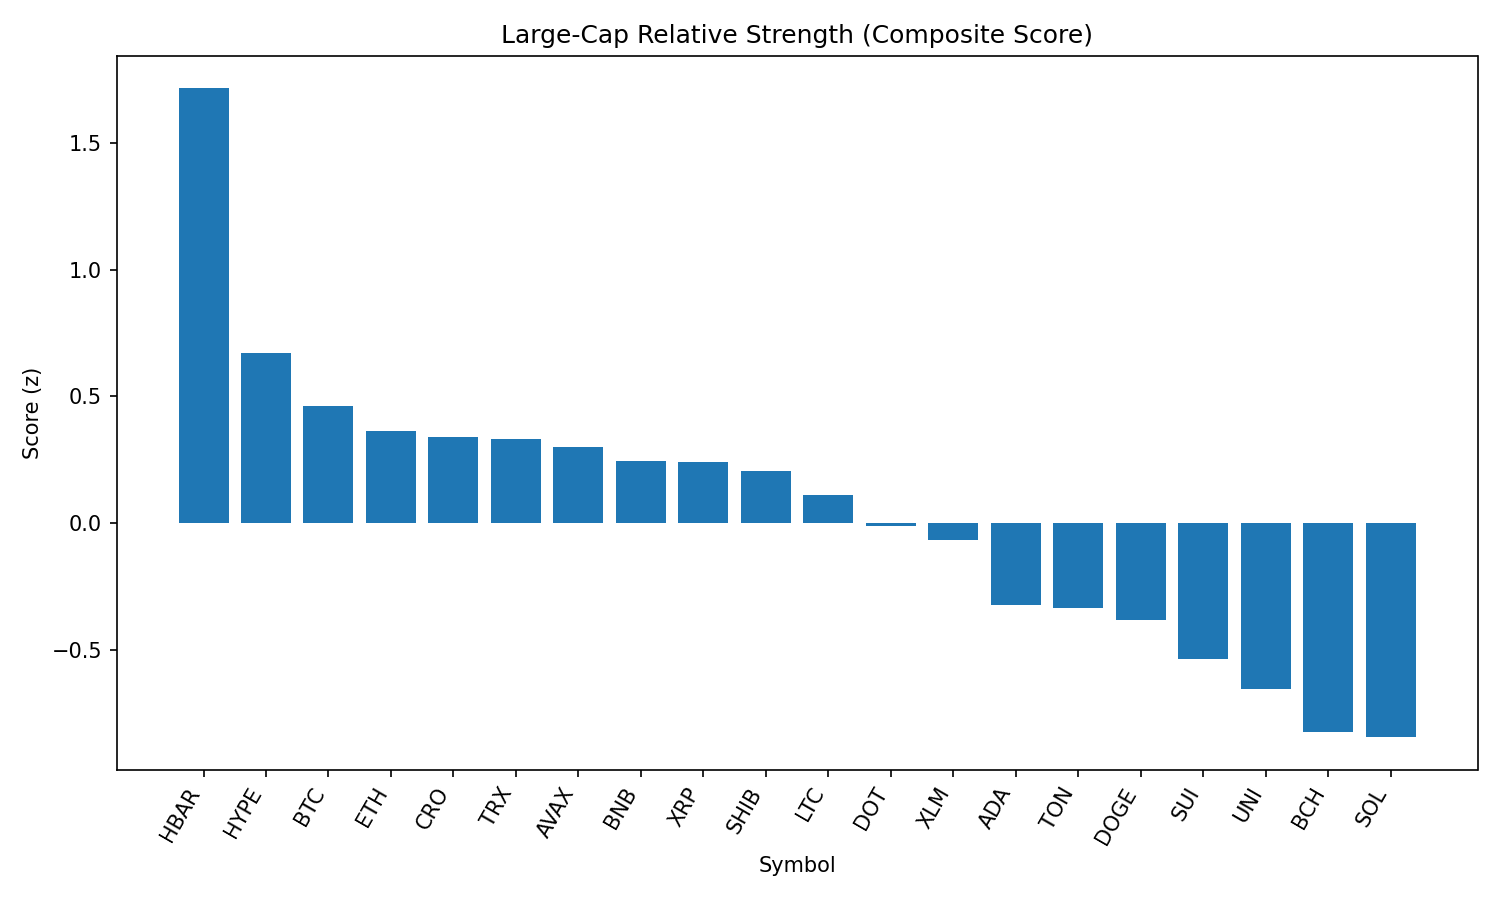 Large-Cap Relative Strength (Composite Score)
Score (z)
1.5
1.0
0.5
0.0
−0.5
HBAR
HYPE
BTC
ETH
CRO
TRX
AVAX
BNB
XRP
SHIB
LTC
DOT
XLM
ADA
TON
DOGE
SUI
UNI
BCH
SOL
Symbol